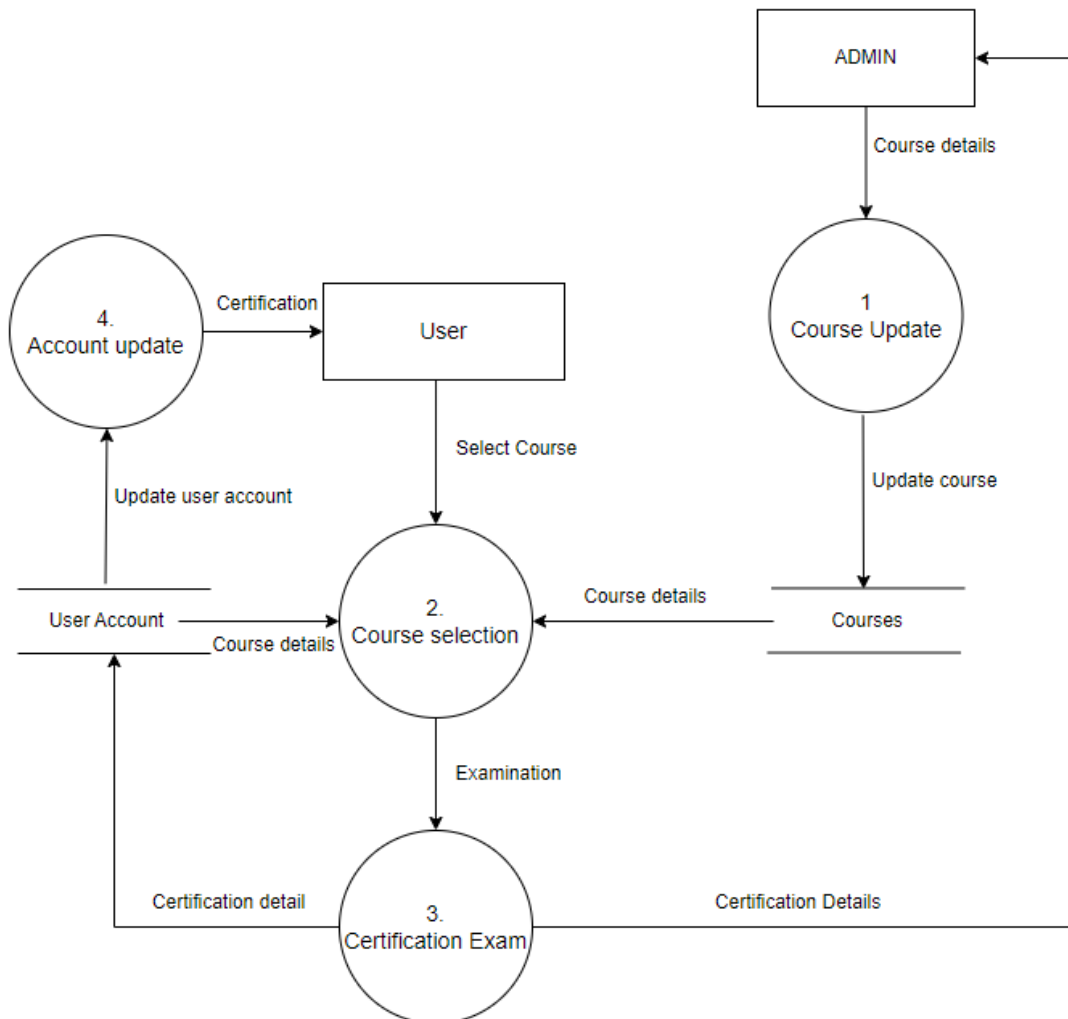 ADMIN
Course details
1
Course Update
4.
Account update
Certification
User
Select Course
Update course
Update user account
User Account
Course details
2.
Course selection
Course details
Courses
Examination
Certification detail
3.
Certification Exam
Certification Details